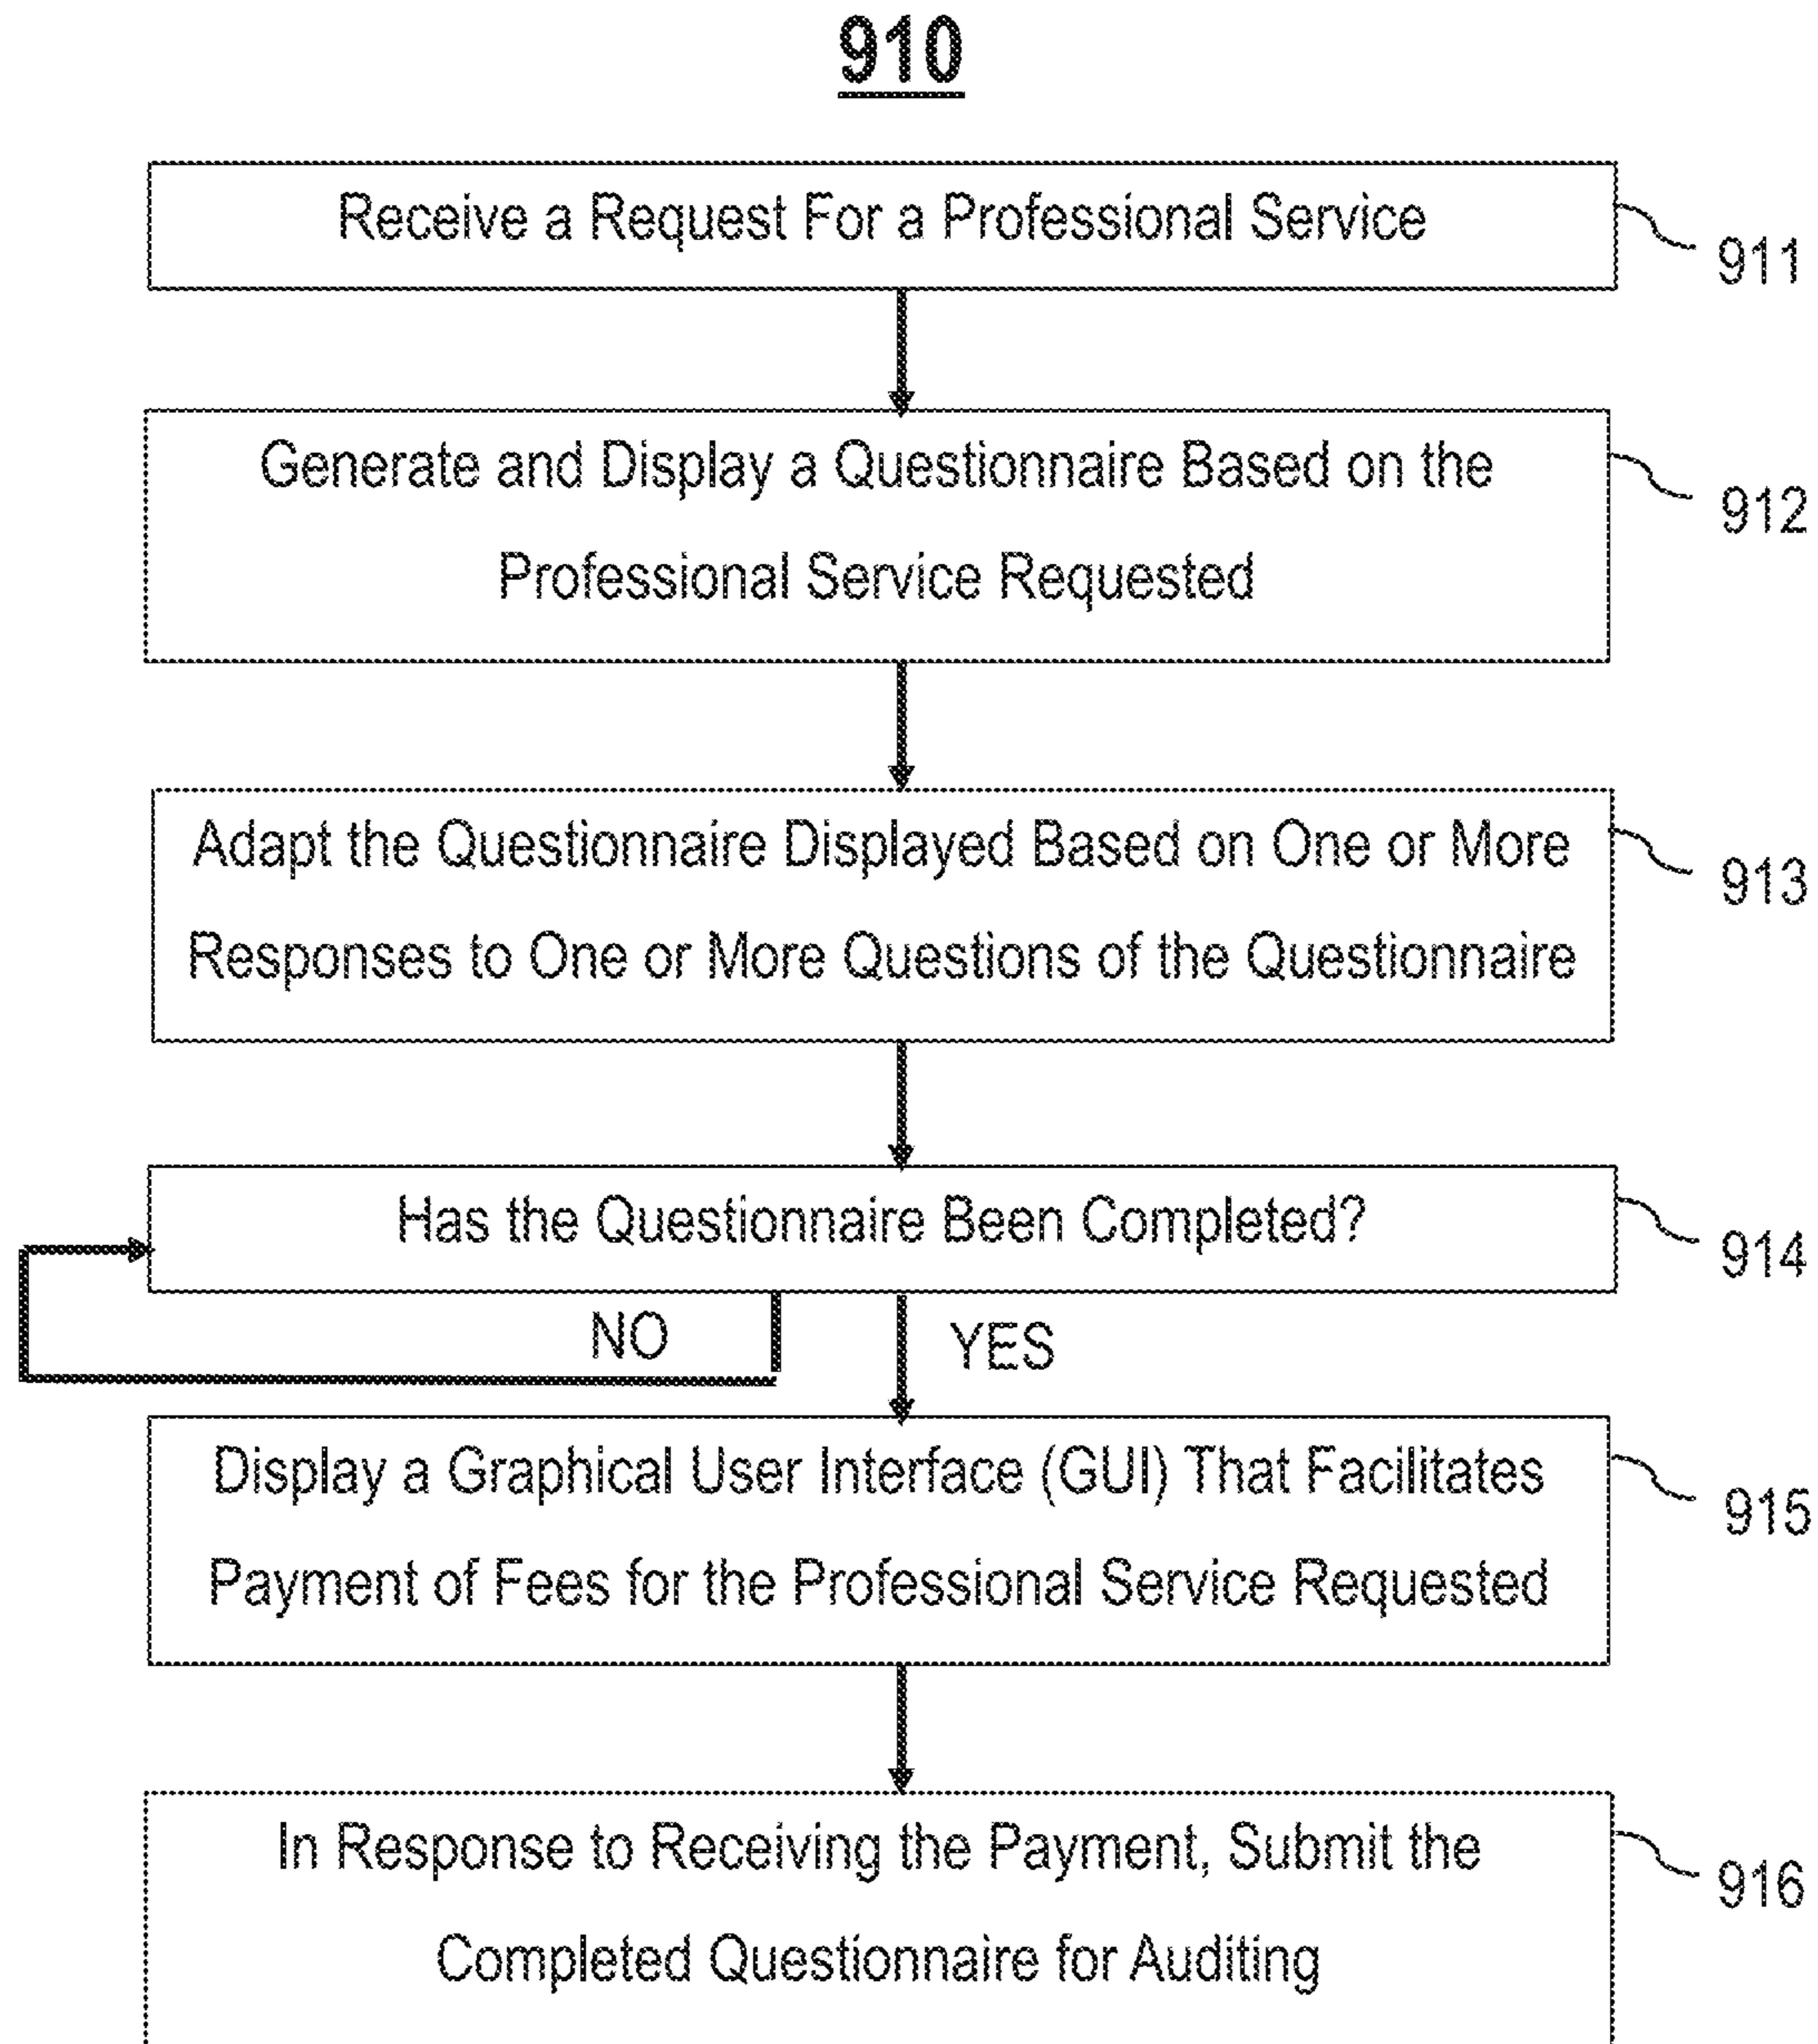 910
Receive a Request For a Professional Service
911
Generate and Display a Questionnaire Based on the
912
Professional Service Requested
Adapt the Questionnaire Displayed Based on One or More
913
Responses to One or More Questions of the Questionnaire
Has the Questionnaire Been Completed?
914
NO
YES
Display a Graphical User Interface (GUI) That Facilitates
915
Payment of Fees for the Professional Service Requested
In Response to Receiving the Payment, Submit the
916
Completed Questionnaire for Auditing